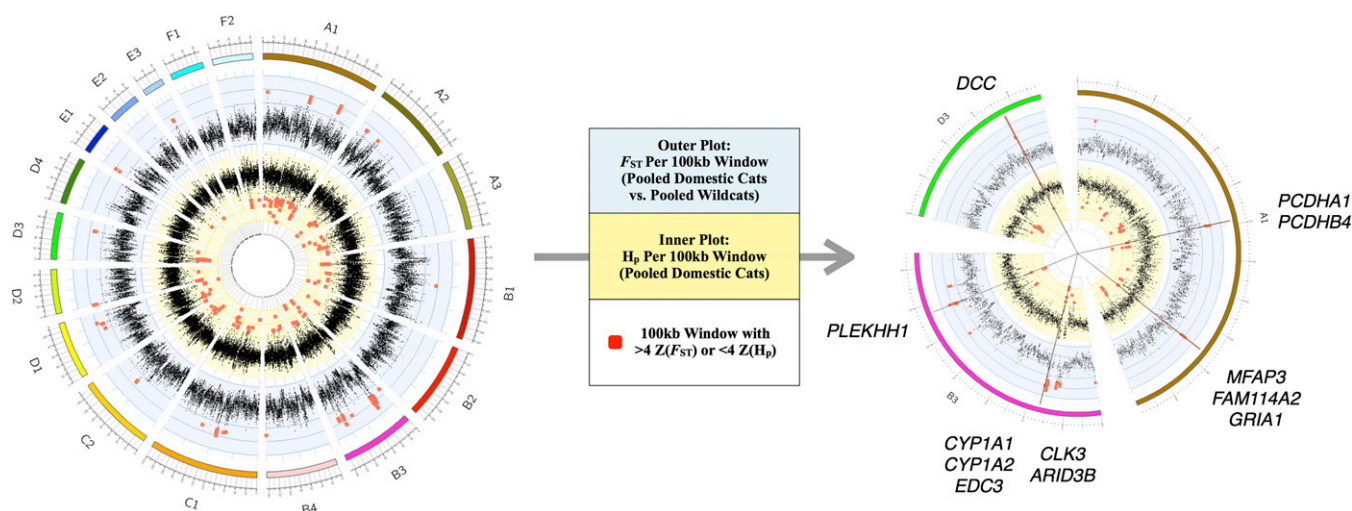 F2
A1
F1
E3
A2
E2
E1
D4
A3
D3
B1
D2
D1
B2
C2
B3
C1
B4
Outer Plot:
FST Per 100kb Window
(Pooled Domestic Cats
vs. Pooled Wildcats)
Inner Plot:
Hp Per 100kb Window
(Pooled Domestic Cats)
100kb Window with
>4 Z(FST) or <4 Z(Hp)
DCC
D3
A1
PCDHA1
PCDHB4
PLEKHH1
B3
MFAP3
FAM114A2
GRIA1
CYP1A1
CYP1A2
EDC3
CLK3
ARID3B